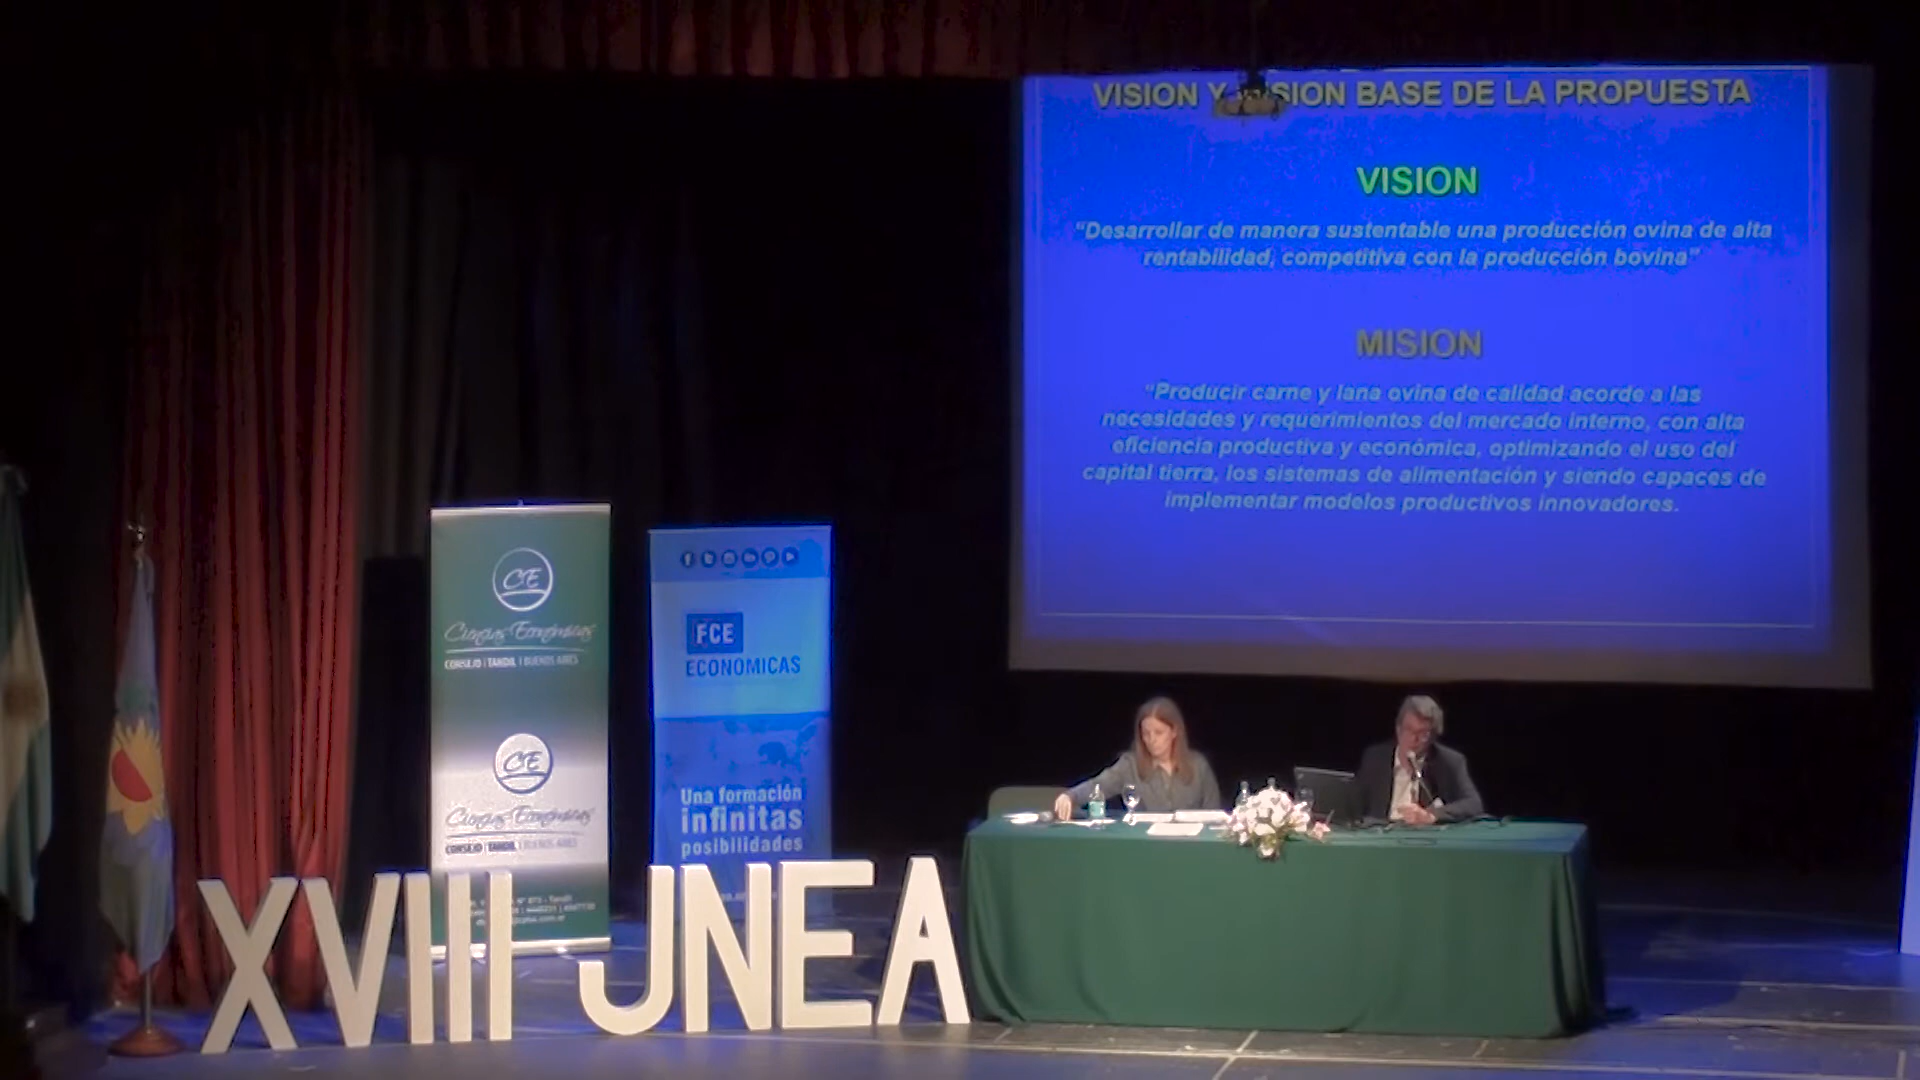 VISION Y MISION BASE DE LA PROPUESTA
VISION
“Desarrollar de manera sustentable una producción ovina de alta
rentabilidad, competitiva con la producción bovina”
MISION
“Producir carne y lana ovina de calidad acorde a las
necesidades y requerimientos del mercado interno, con alta
eficiencia productiva y económica, optimizando el uso del
capital tierra, los sistemas de alimentación y siendo capaces de
implementar modelos productivos innovadores.
CE
Ciencias Económicas
CONSEJO | TANDIL | BUENOS AIRES
CE
Ciencias Económicas
CONSEJO | TANDIL | BUENOS AIRES
FCE
ECONOMICAS
Una formación
infinitas
posibilidades
XVIII JNEA